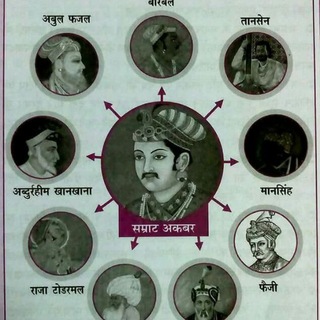 बीरबल
अबुल फजल
तानसेन
अब्दुर्रहीम खानखाना
मानसिंह
सम्राट अकबर
राजा टोडरमल
फैजी